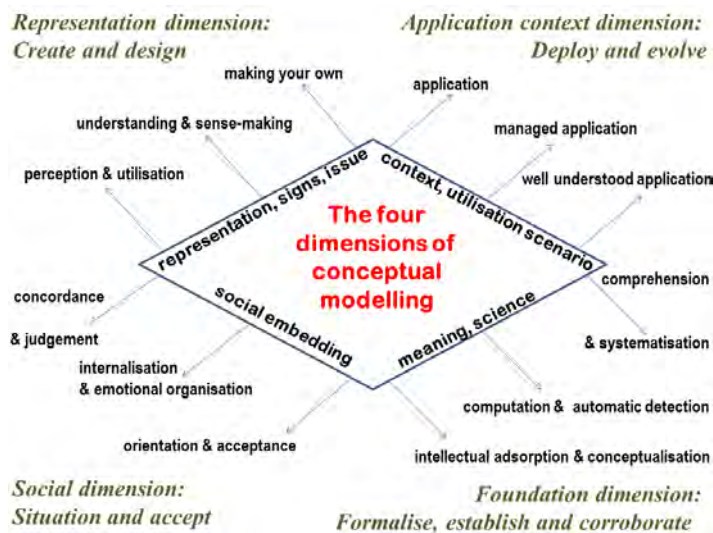 Representation dimension:
Create and design
Application context dimension:
Deploy and evolve
making your own
application
understanding & sense-making
managed application
perception & utilisation
well understood application
representation, signs, issue
context, utilisation scenario
The four
dimensions of
conceptual
modelling
social embedding
meaning, science
concordance
& judgement
comprehension
& systematisation
internalisation
& emotional organisation
computation & automatic detection
orientation & acceptance
intellectual adsorption & conceptualisation
Social dimension:
Situation and accept
Foundation dimension:
Formalise, establish and corroborate